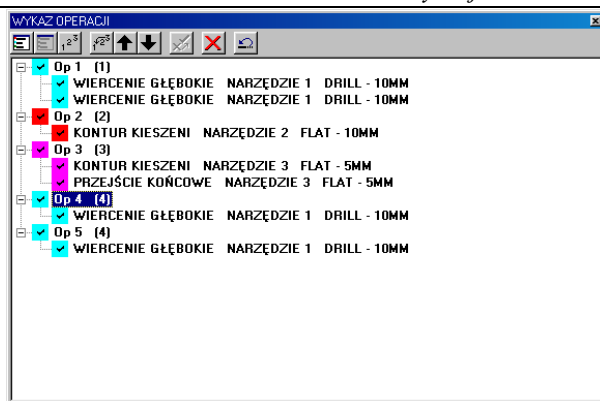 WYKAZ OPERACJI
Op 1 (1)
WIERCENIE GŁĘBOKIE NARZĘDZIE 1 DRILL - 10MM
WIERCENIE GŁĘBOKIE NARZĘDZIE 1 DRILL - 10MM
Op 2 (2)
KONTUR KIESZENI NARZĘDZIE 2 FLAT - 10MM
Op 3 (3)
KONTUR KIESZENI NARZĘDZIE 3 FLAT - 5MM
PRZEJŚCIE KOŃCOWE NARZĘDZIE 3 FLAT - 5MM
Op 4 (4)
WIERCENIE GŁĘBOKIE NARZĘDZIE 1 DRILL - 10MM
Op 5 (4)
WIERCENIE GŁĘBOKIE NARZĘDZIE 1 DRILL - 10MM